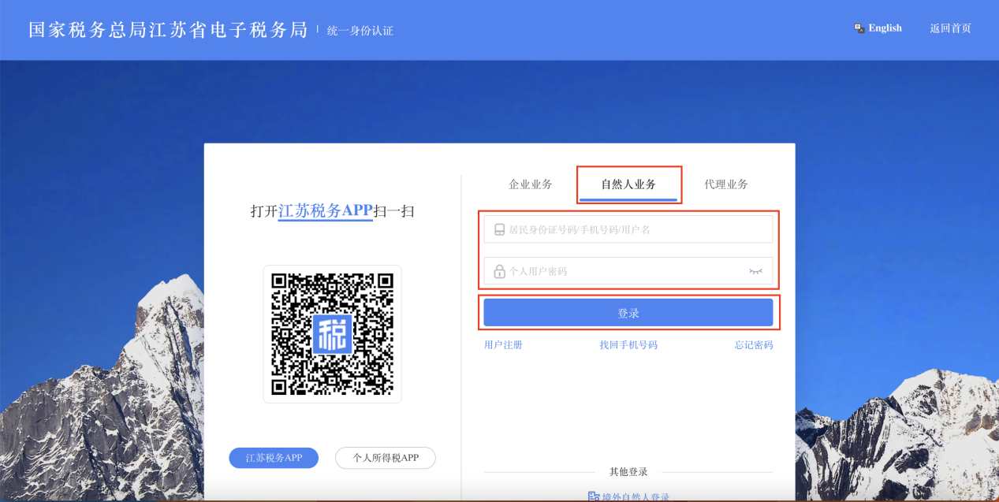 国家税务总局江苏省电子税务局 | 统一身份认证
English
返回首页
打开江苏税务APP扫一扫
税
江苏税务APP
个人所得税APP
企业业务
自然人业务
代理业务
居民身份证号码/手机号码/用户名
个人用户密码
登录
用户注册
找回手机号码
忘记密码
其他登录
境外自然人登录